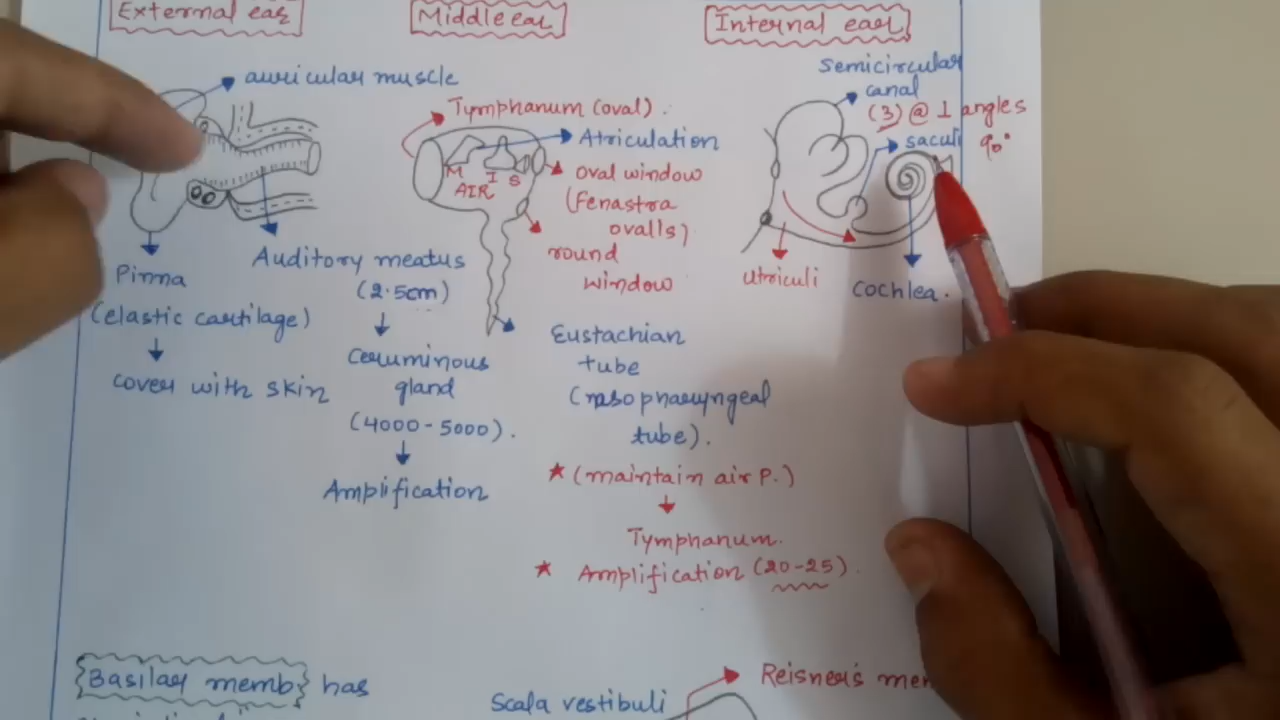 External ear
Middle ear
Internal ear
auricular muscle
Pinna
(elastic cartilage)
cover with skin
Auditory meatus
(2.5cm)
Ceruminous
gland
(4000-5000).
Amplification
Tymphanum (oval).
Atriculation
M I S
AIR
oval window
(Fenastra
ovalls)
round
window
Eustachian
tube
(nasopharyngeal
tube).
★ (maintain air P.)
Tymphanum.
★ Amplification (20-25).
Semicircular
canal
(3) @ ⊥ angles
90°
saculi
utriculi
cochlea.
Basilar memb. has
Scala vestibuli
Reisner's